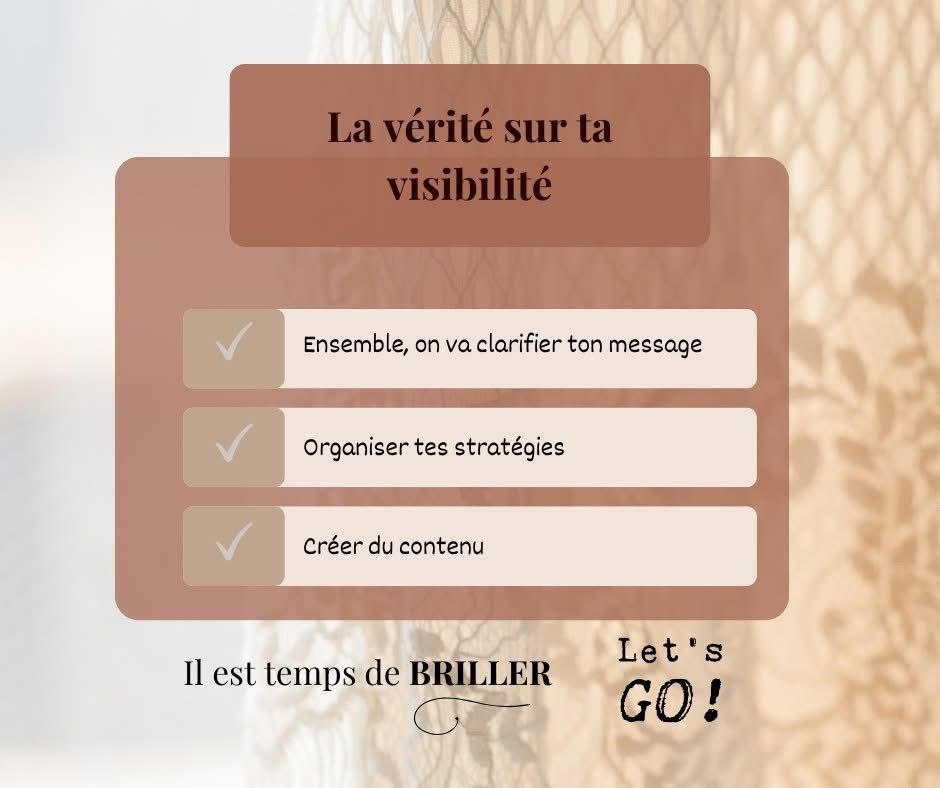 La vérité sur ta
visibilité
Ensemble, on va clarifier ton message
Organiser tes stratégies
Créer du contenu
Il est temps de BRILLER
Let's
GO!